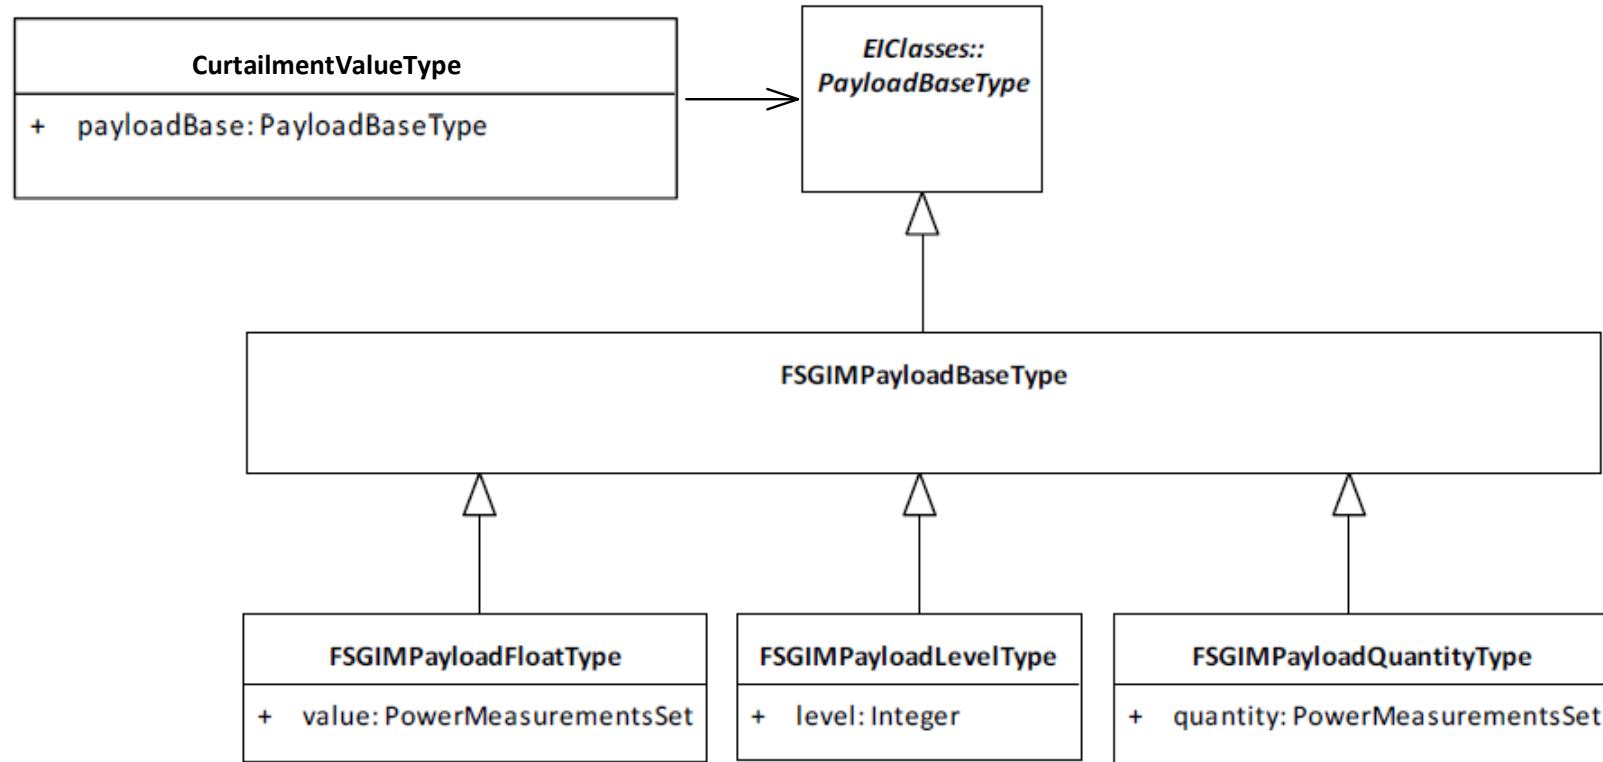 CurtailmentValueType
+ payloadBase: PayloadBaseType
EIClasses::
PayloadBaseType
FSGIMPayloadBaseType
FSGIMPayloadFloatType
+ value: PowerMeasurementsSet
FSGIMPayloadLevelType
+ level: Integer
FSGIMPayloadQuantityType
+ quantity: PowerMeasurementsSet